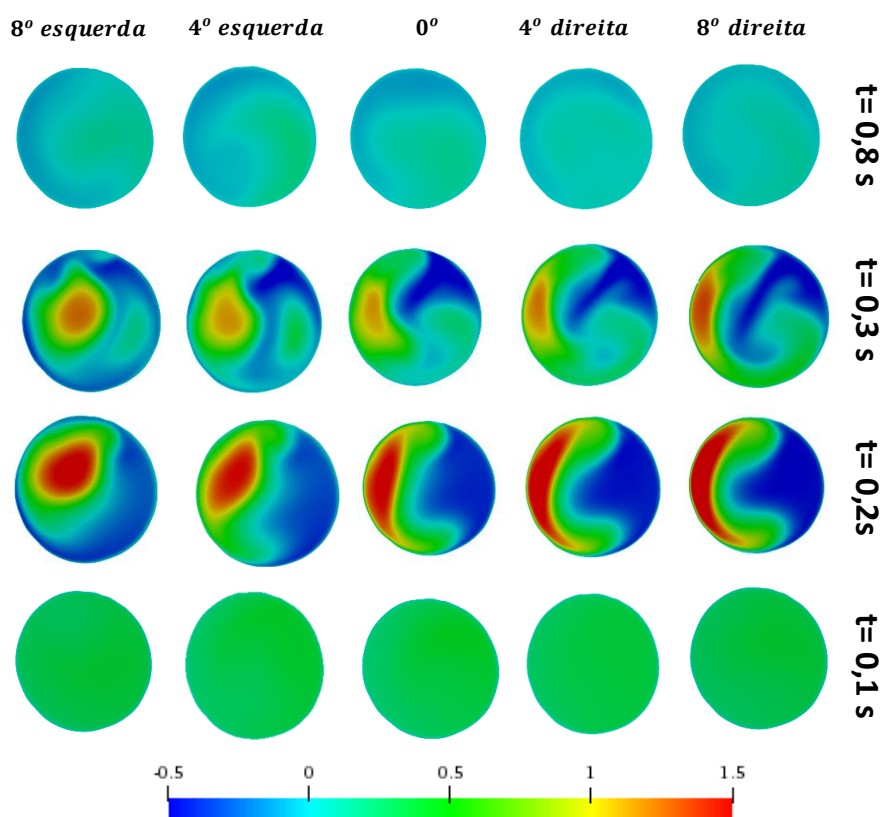 8º esquerda 4º esquerda 0º 4º direita 8º direita
t= 0,8 s
t= 0,3 s
t= 0,2s
t= 0,1 s
-0.5 0 0.5 1 1.5